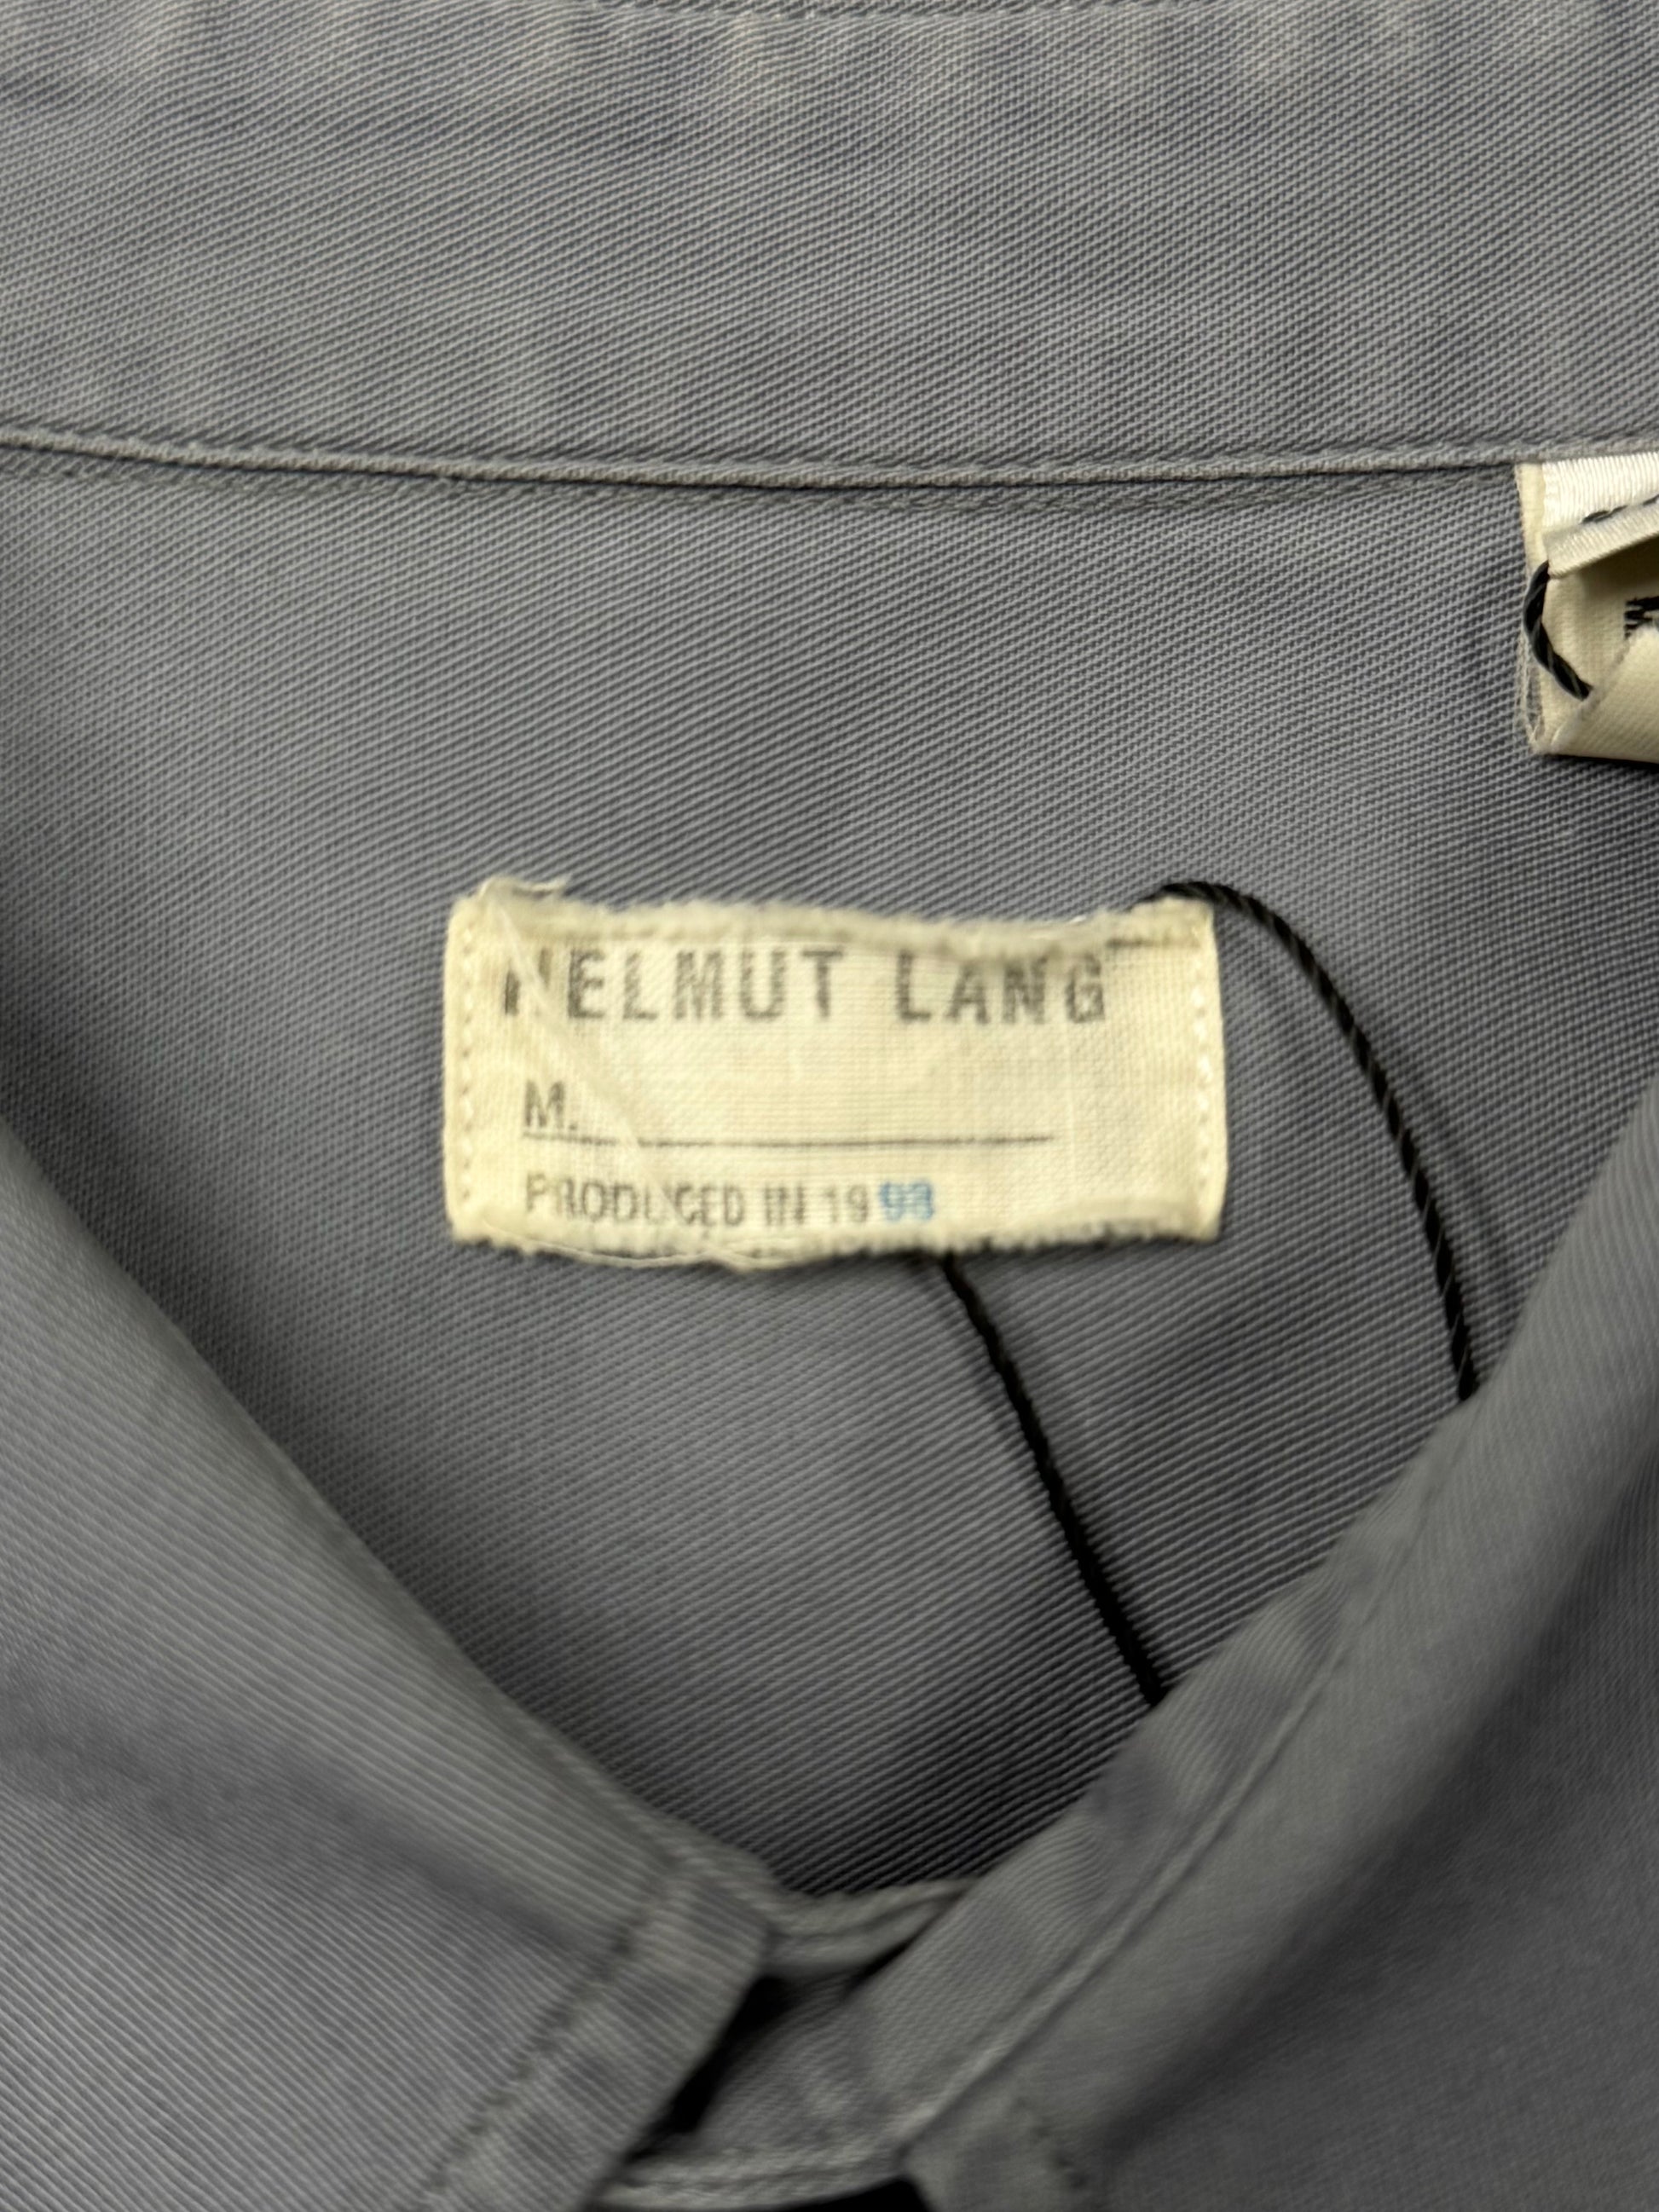 HELMUT LANG
M.
PRODUCED IN 1998